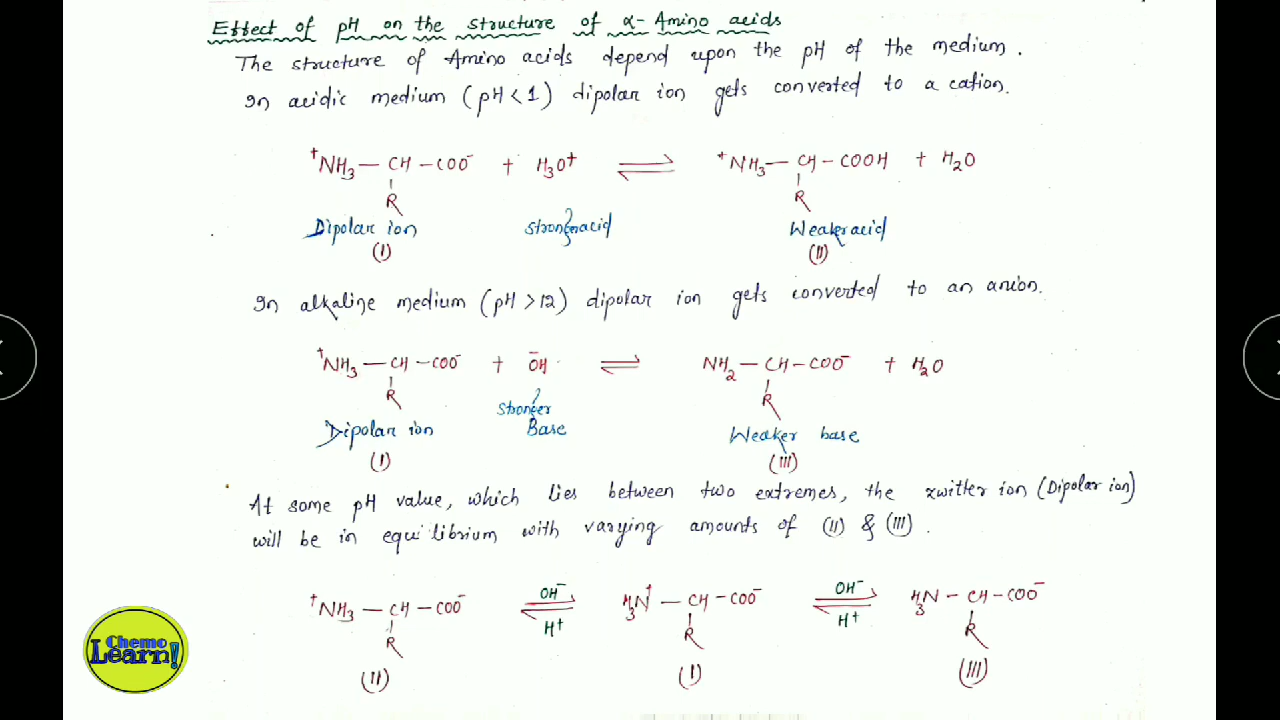 Effect of pH on the structure of α-Amino acids
The structure of Amino acids depend upon the pH of the medium.
In acidic medium (pH < 1) dipolar ion gets converted to a cation.
⁺NH₃ — CH — COO⁻ + H₃O⁺ ⇌ ⁺NH₃ — CH — COOH + H₂O
R R
Dipolar ion Stronger acid Weaker acid
(I) (II)
In alkaline medium (pH > 12) dipolar ion gets converted to an anion.
⁺NH₃ — CH — COO⁻ + ⁻OH ⇌ NH₂ — CH — COO⁻ + H₂O
R R
Stronger
Dipolar ion Base Weaker base
(I) (III)
At some pH value, which lies between two extremes, the zwitter ion (Dipolar ion)
will be in equilibrium with varying amounts of (II) & (III).
OH⁻ OH⁻
⁺NH₃ — CH — COO⁻ ⇌ H₃N⁺ — CH — COO⁻ ⇌ H₃N — CH — COO⁻
H⁺ H⁺
R R R
(II) (I) (III)
Chemo
Learn!